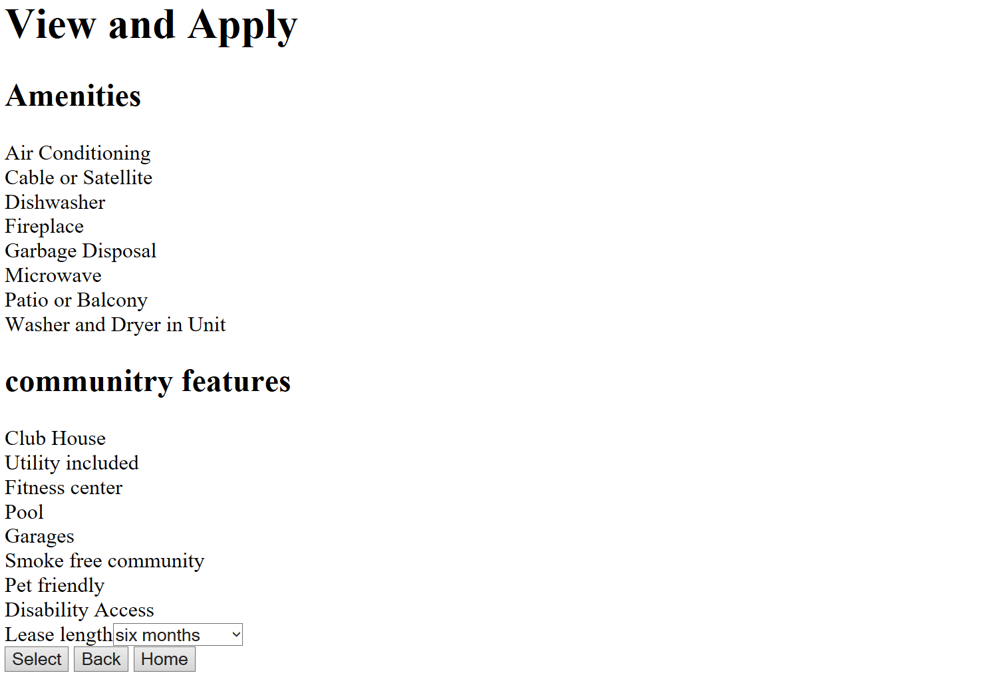 View and Apply
Amenities
Air Conditioning
Cable or Satellite
Dishwasher
Fireplace
Garbage Disposal
Microwave
Patio or Balcony
Washer and Dryer in Unit
communitry features
Club House
Utility included
Fitness center
Pool
Garages
Smoke free community
Pet friendly
Disability Access
Lease length six months
Select Back Home